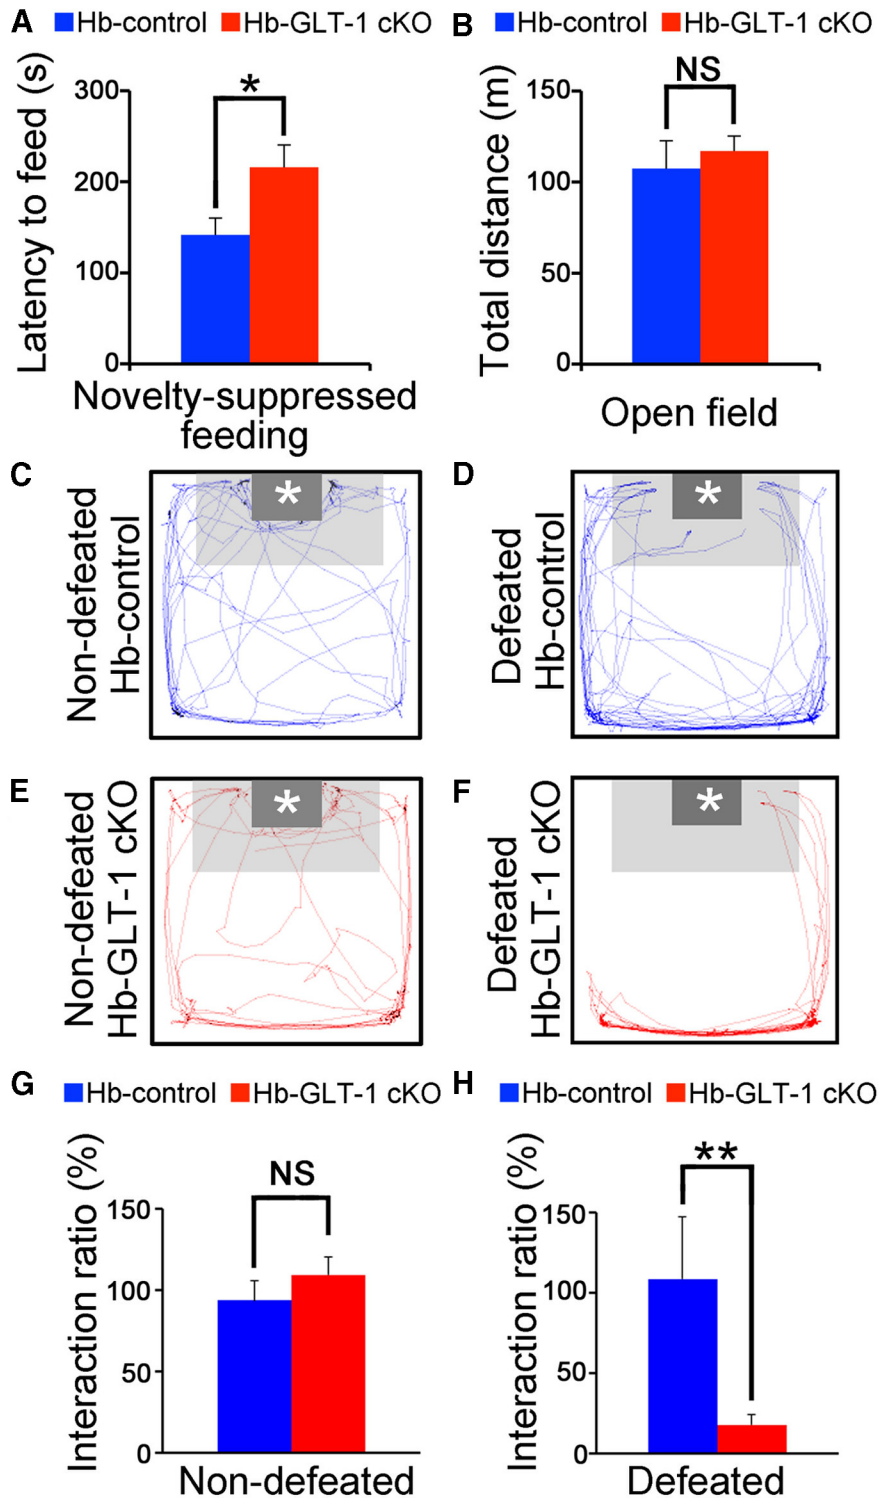 A
Hb-control Hb-GLT-1 cKO
Latency to feed (s)
300
200
100
0
*
Novelty-suppressed
feeding
B
Hb-control Hb-GLT-1 cKO
Total distance (m)
150
100
50
0
NS
Open field
C
Non-defeated
Hb-control
*
D
Defeated
Hb-control
*
E
Non-defeated
Hb-GLT-1 cKO
*
F
Defeated
Hb-GLT-1 cKO
*
G
Hb-control Hb-GLT-1 cKO
Interaction ratio (%)
150
100
50
0
NS
Non-defeated
H
Hb-control Hb-GLT-1 cKO
Interaction ratio (%)
150
100
50
0
**
Defeated